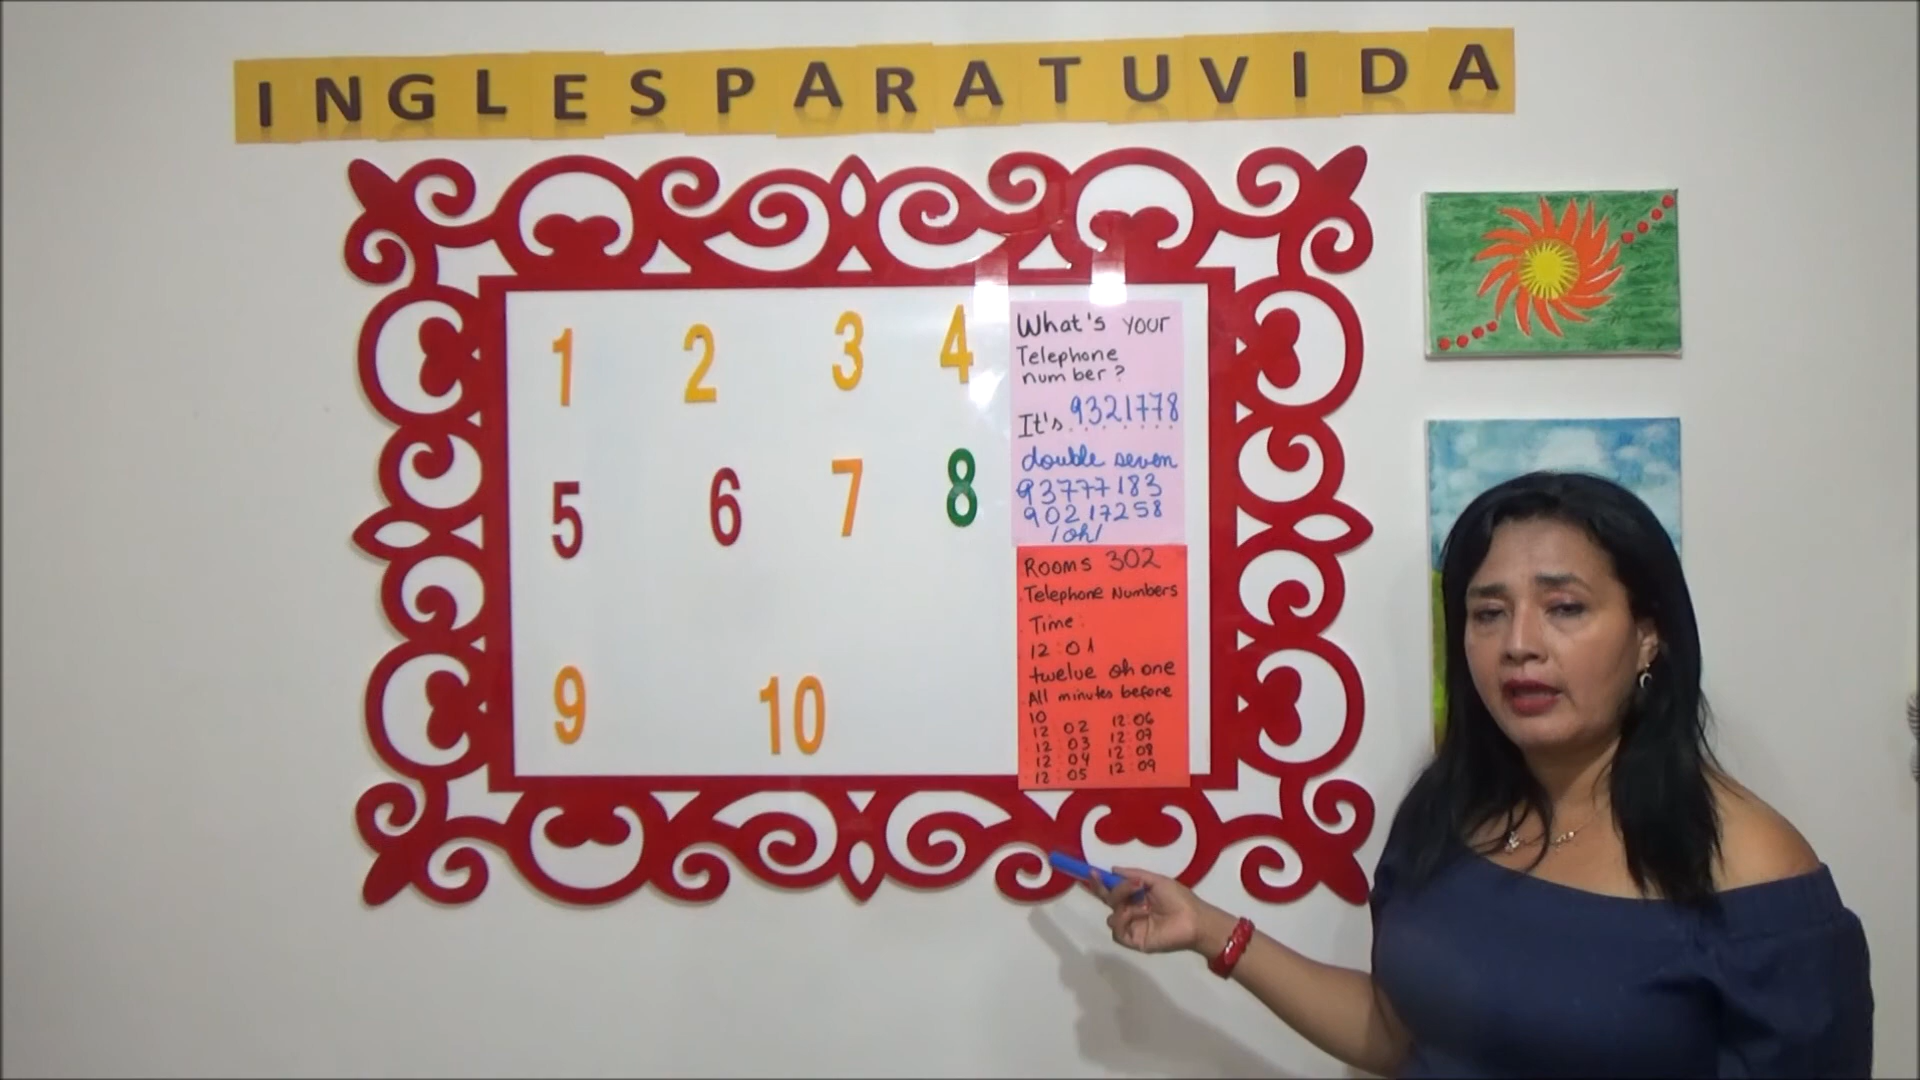 INGLESPARATUVIDA
1 2 3 4
5 6 7 8
9 10
What's your
Telephone
number?
It's 9321778
double seven
93777183
90217258
/oh/
Rooms 302
Telephone Numbers
Time:
12:01
twelve oh one
All minutes before
10
12:02 12:06
12:03 12:07
12:04 12:08
12:05 12:09